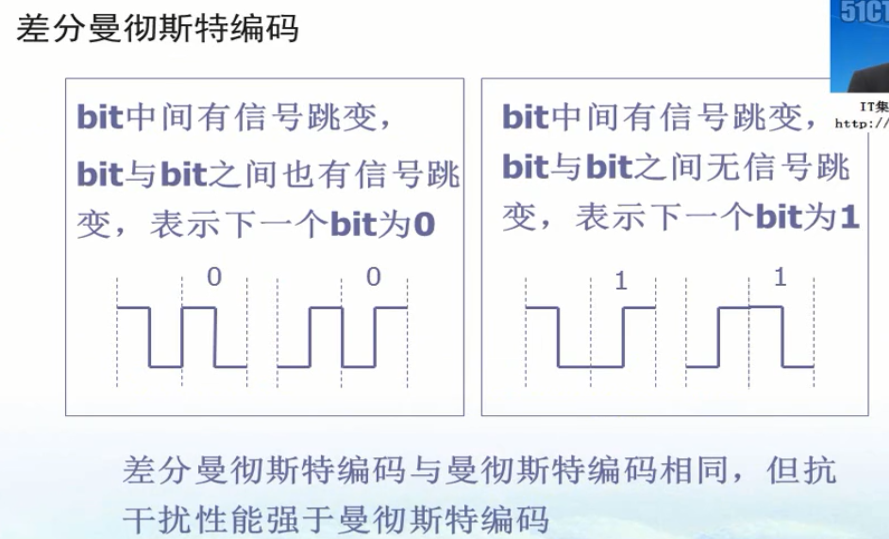 差分曼彻斯特编码
51CT
IT集
http://
bit中间有信号跳变，
bit与bit之间也有信号跳
变，表示下一个bit为0
0
0
bit中间有信号跳变，
bit与bit之间无信号跳
变，表示下一个bit为1
1
1
差分曼彻斯特编码与曼彻斯特编码相同，但抗
干扰性能强于曼彻斯特编码